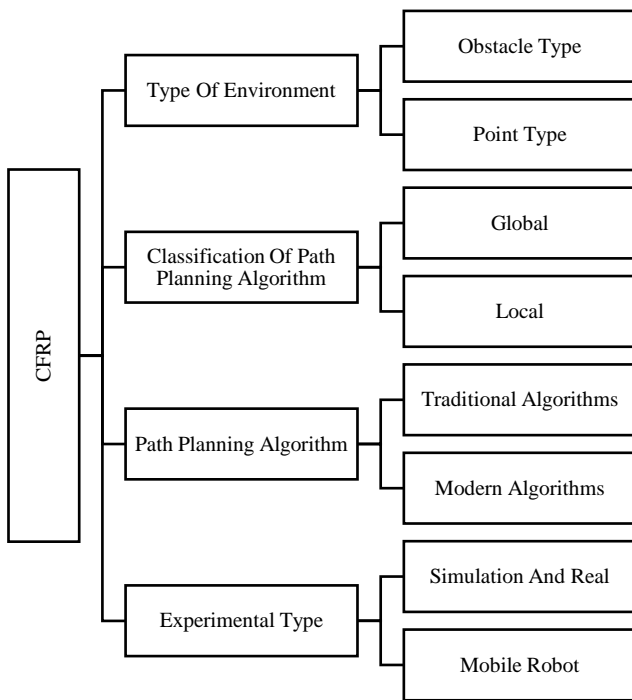 CFRP
Type Of Environment
Obstacle Type
Point Type
Classification Of Path
Planning Algorithm
Global
Local
Path Planning Algorithm
Traditional Algorithms
Modern Algorithms
Experimental Type
Simulation And Real
Mobile Robot